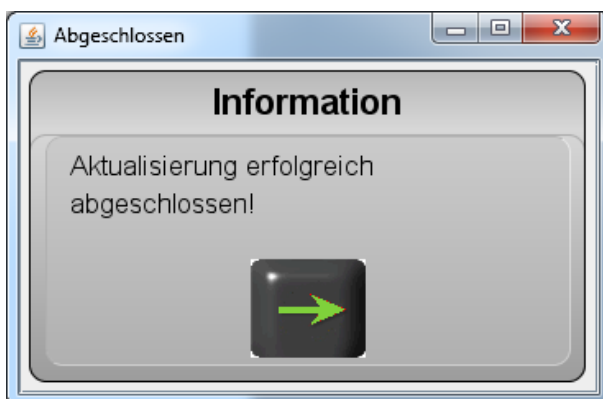 Abgeschlossen
Information
Aktualisierung erfolgreich
abgeschlossen!